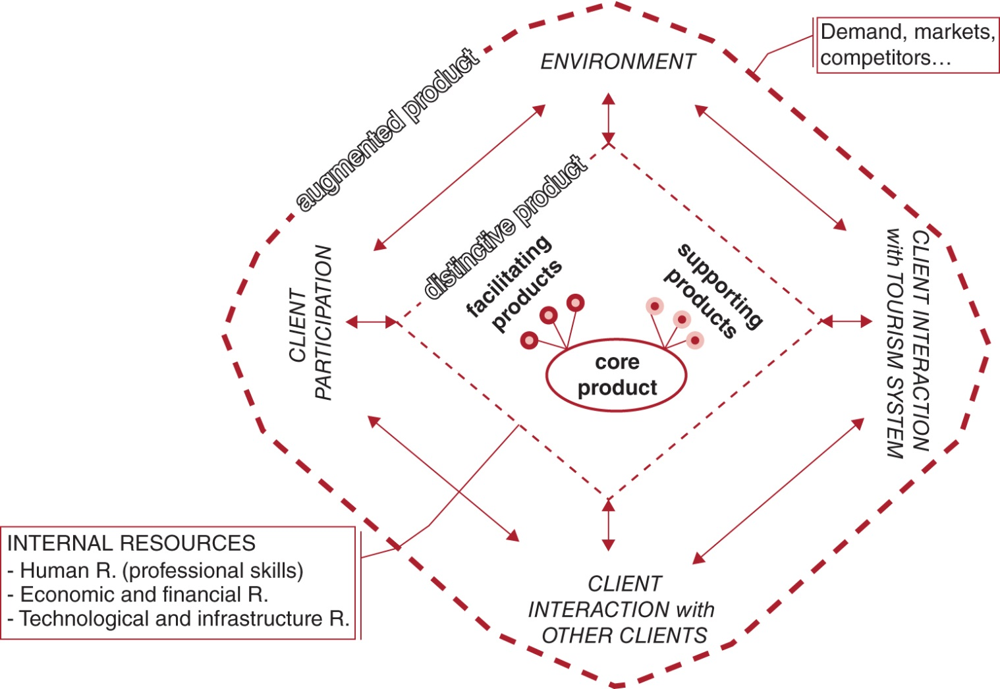 Demand, markets,
competitors…
ENVIRONMENT
augmented product
distinctive product
facilitating
products
supporting
products
CLIENT
PARTICIPATION
CLIENT INTERACTION
with TOURISM SYSTEM
core
product
INTERNAL RESOURCES
- Human R. (professional skills)
- Economic and financial R.
- Technological and infrastructure R.
CLIENT
INTERACTION with
OTHER CLIENTS